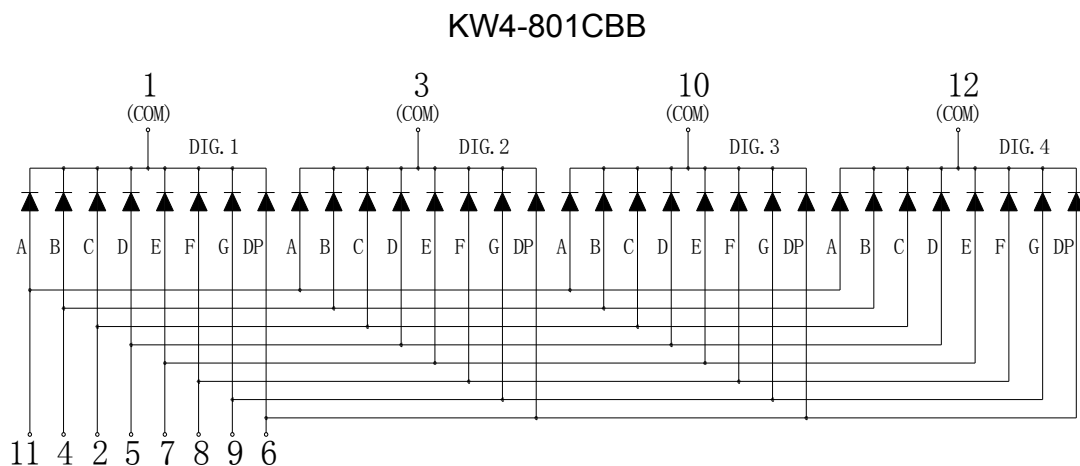 KW4-801CBB
1 3 10 12
(COM) (COM) (COM) (COM)
DIG.1 DIG.2 DIG.3 DIG.4
A B C D E F G DP A B C D E F G DP A B C D E F G DP A B C D E F G DP
11 4 2 5 7 8 9 6